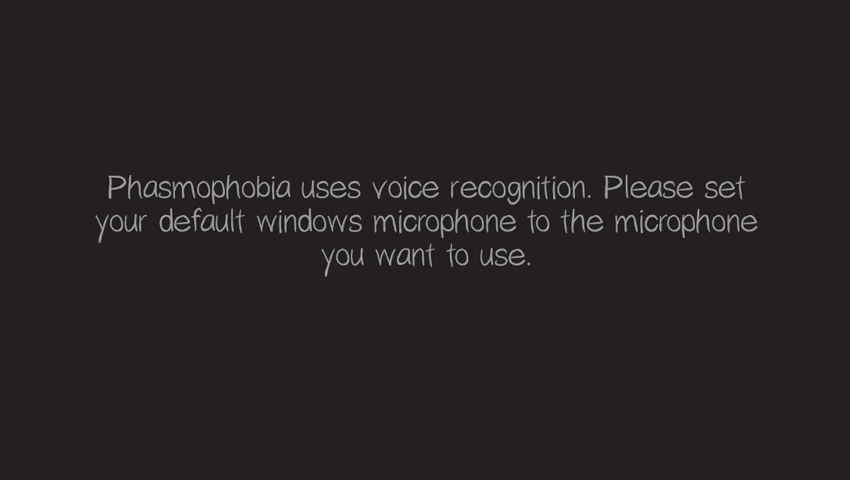 Phasmophobia uses voice recognition. Please set
your default windows microphone to the microphone
you want to use.